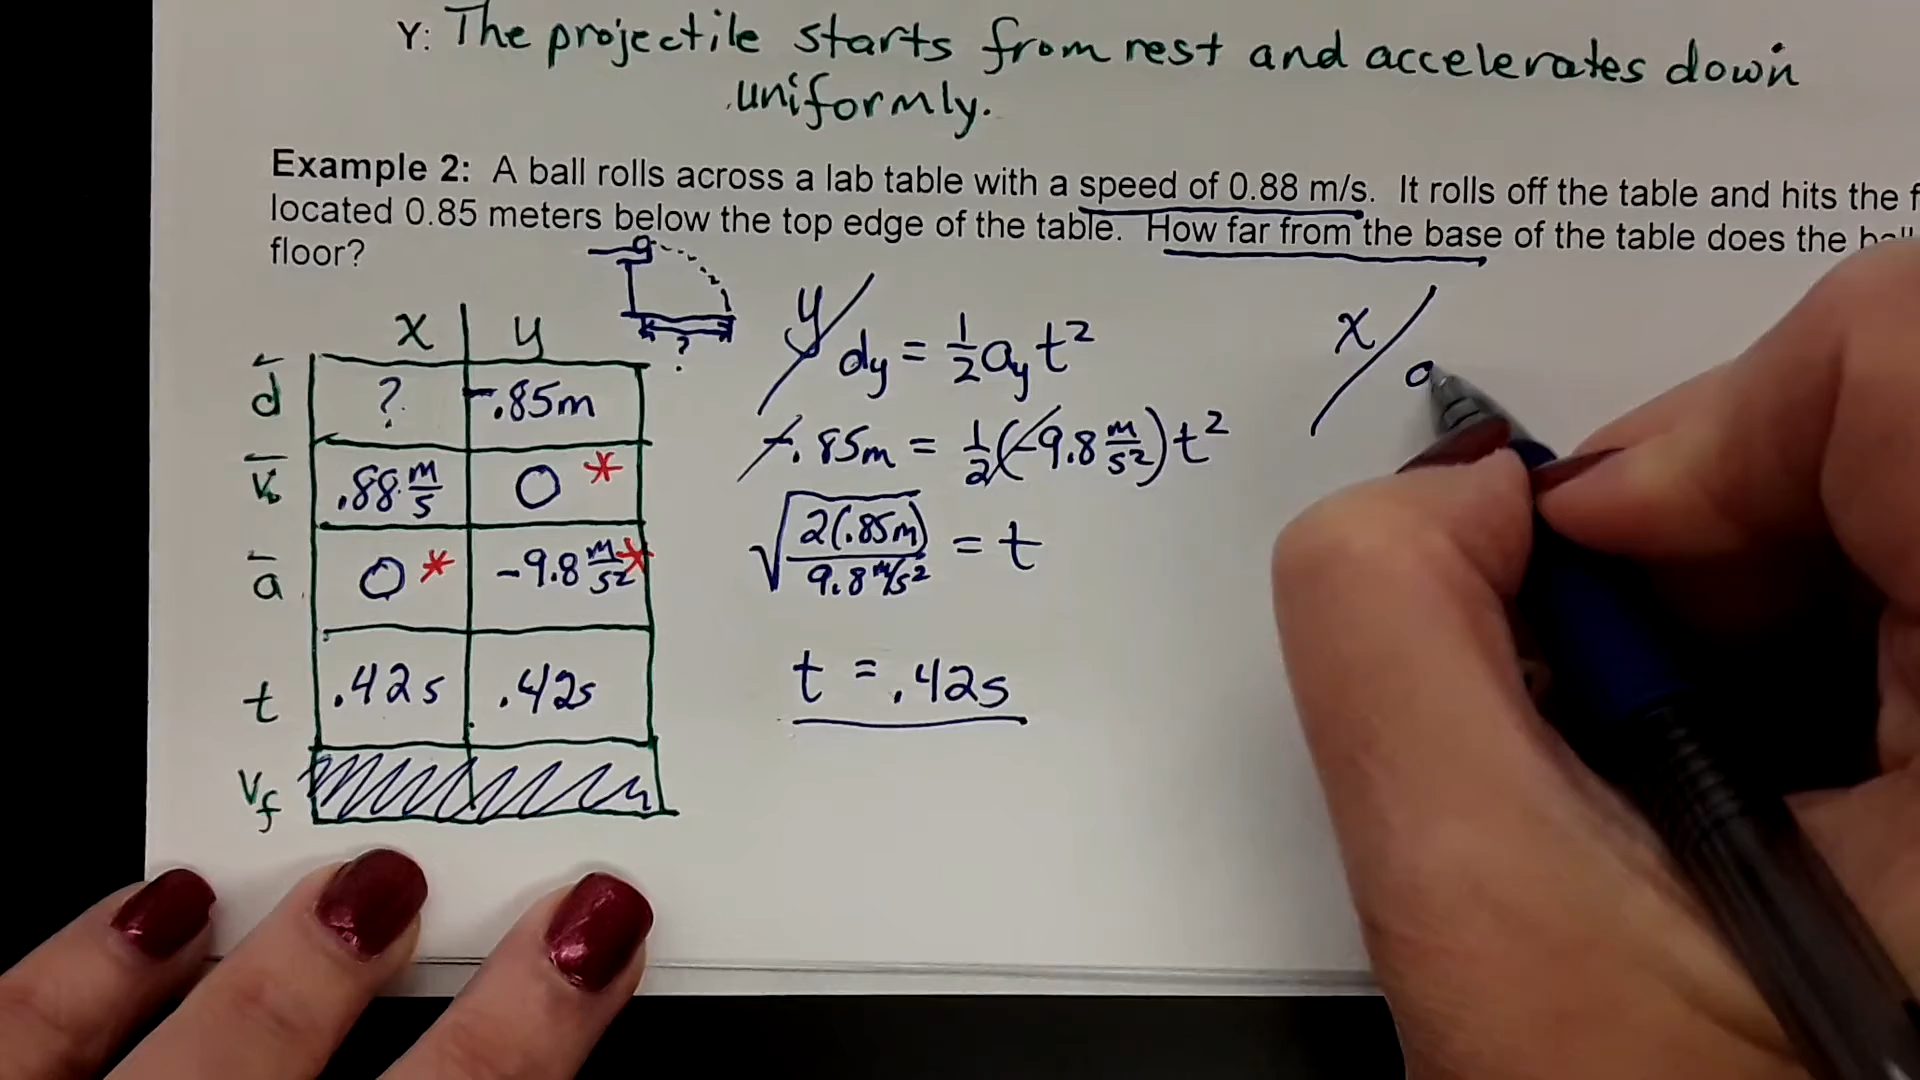 Y: The projectile starts from rest and accelerates down
uniformly.
Example 2: A ball rolls across a lab table with a speed of 0.88 m/s. It rolls off the table and hits the f
located 0.85 meters below the top edge of the table. How far from the base of the table does the ball
floor?
?
x y
d ? -.85m
v₀ .88 m/s 0 *
a 0 * -9.8 m/s² *
t .42s .42s
Vf
y/ dy = 1/2 ay t²
-.85m = 1/2 (-9.8 m/s²) t²
√(2(.85m) / 9.8 m/s²) = t
t = .42s
x/